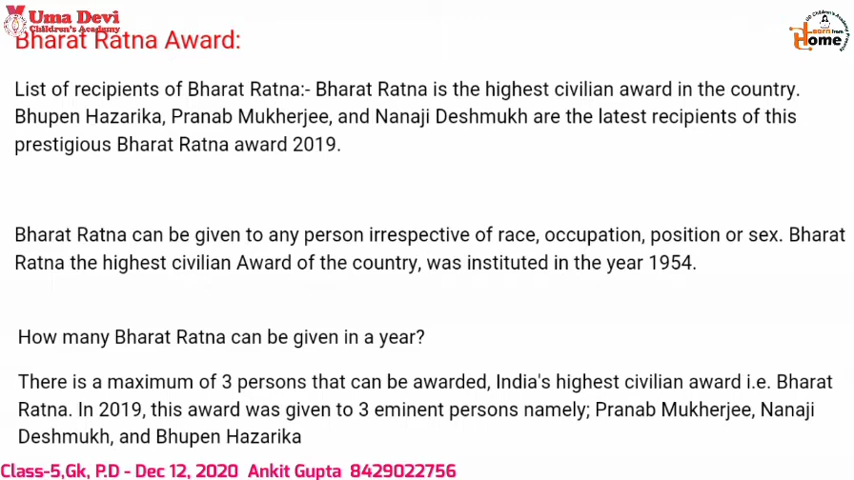 Uma Devi
Children's Academy
UD Children's Academy Presents
Learn from
Home
Bharat Ratna Award:
List of recipients of Bharat Ratna:- Bharat Ratna is the highest civilian award in the country.
Bhupen Hazarika, Pranab Mukherjee, and Nanaji Deshmukh are the latest recipients of this
prestigious Bharat Ratna award 2019.
Bharat Ratna can be given to any person irrespective of race, occupation, position or sex. Bharat
Ratna the highest civilian Award of the country, was instituted in the year 1954.
How many Bharat Ratna can be given in a year?
There is a maximum of 3 persons that can be awarded, India's highest civilian award i.e. Bharat
Ratna. In 2019, this award was given to 3 eminent persons namely; Pranab Mukherjee, Nanaji
Deshmukh, and Bhupen Hazarika
Class-5,Gk, P.D - Dec 12, 2020 Ankit Gupta 8429022756